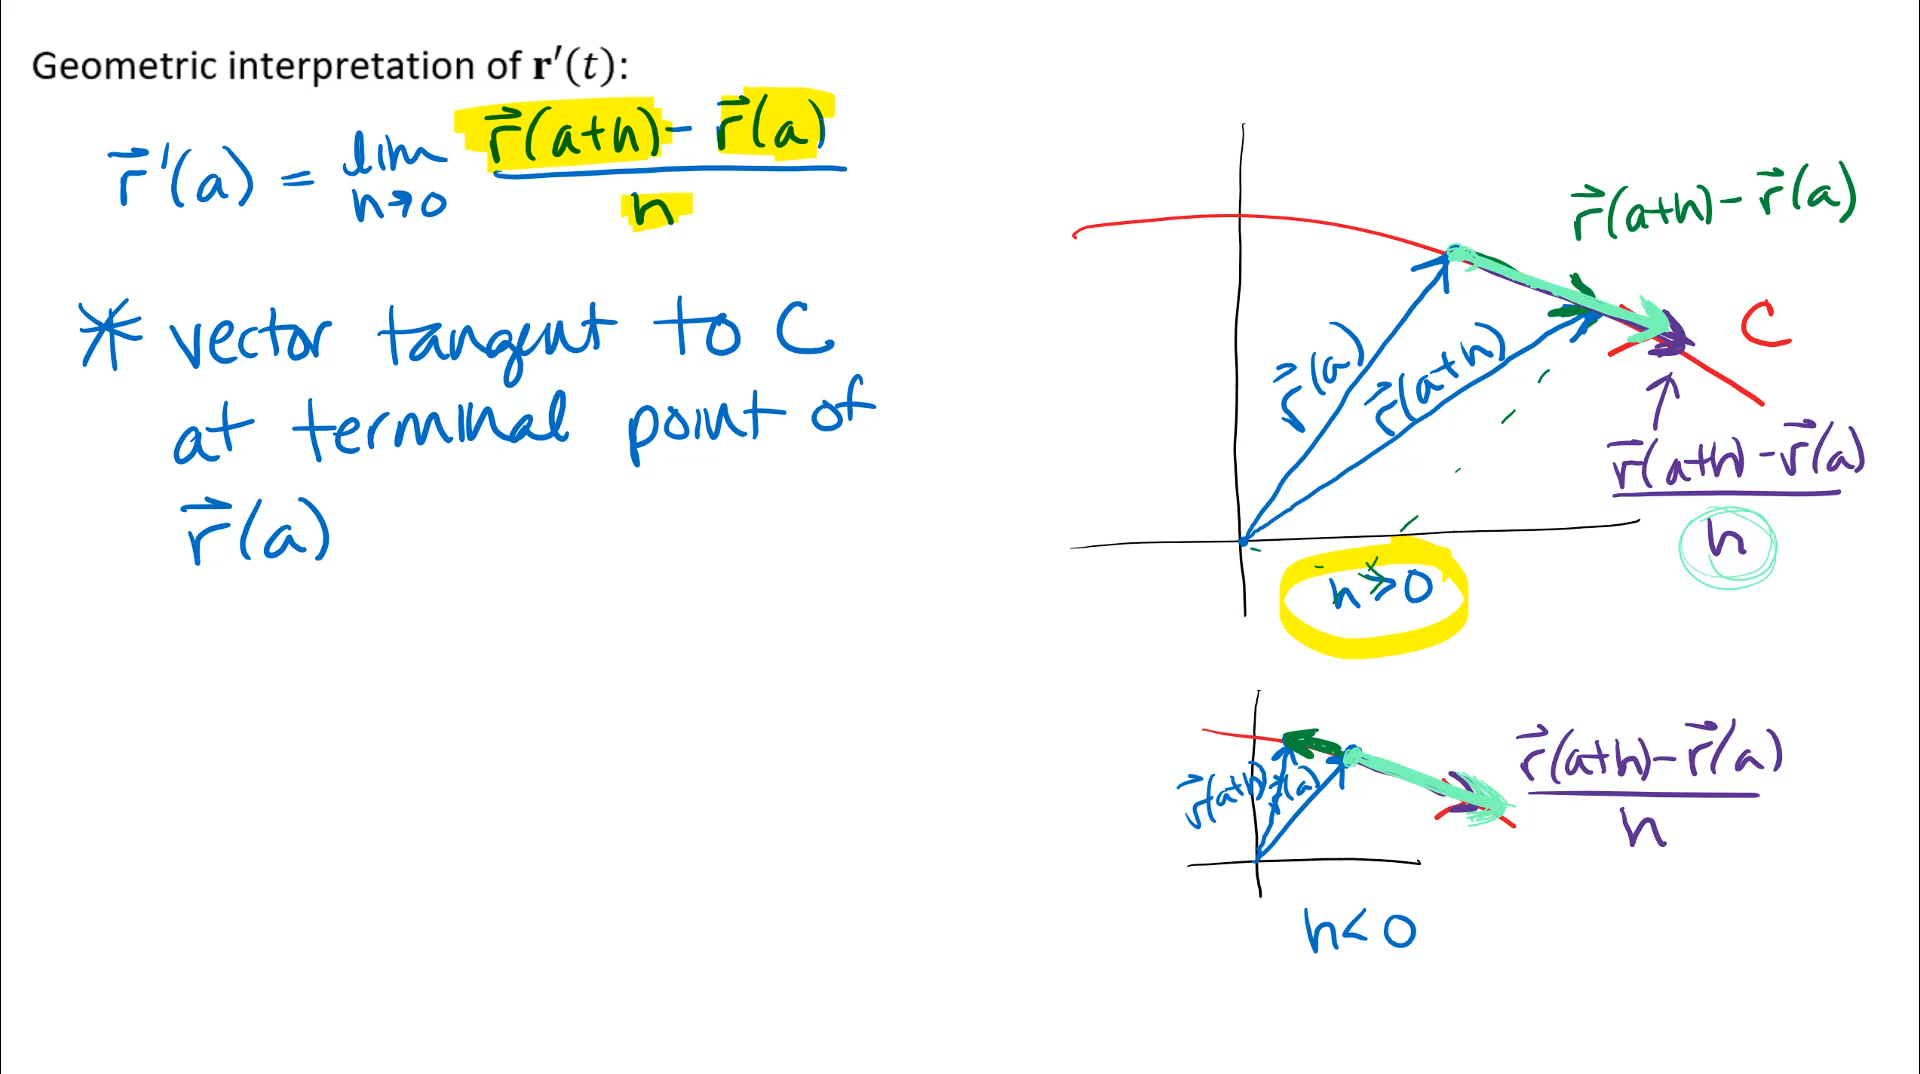 Geometric interpretation of r′(t):
r⃗'(a) = lim h→0 r⃗(a+h) - r⃗(a) / h
* vector tangent to C
at terminal point of
r⃗(a)
r⃗(a+h) - r⃗(a)
C
r⃗(a)
r⃗(a+h)
r⃗(a+h) - r⃗(a) / h
h > 0
r⃗(a+h)
r⃗(a)
r⃗(a+h) - r⃗(a) / h
h < 0